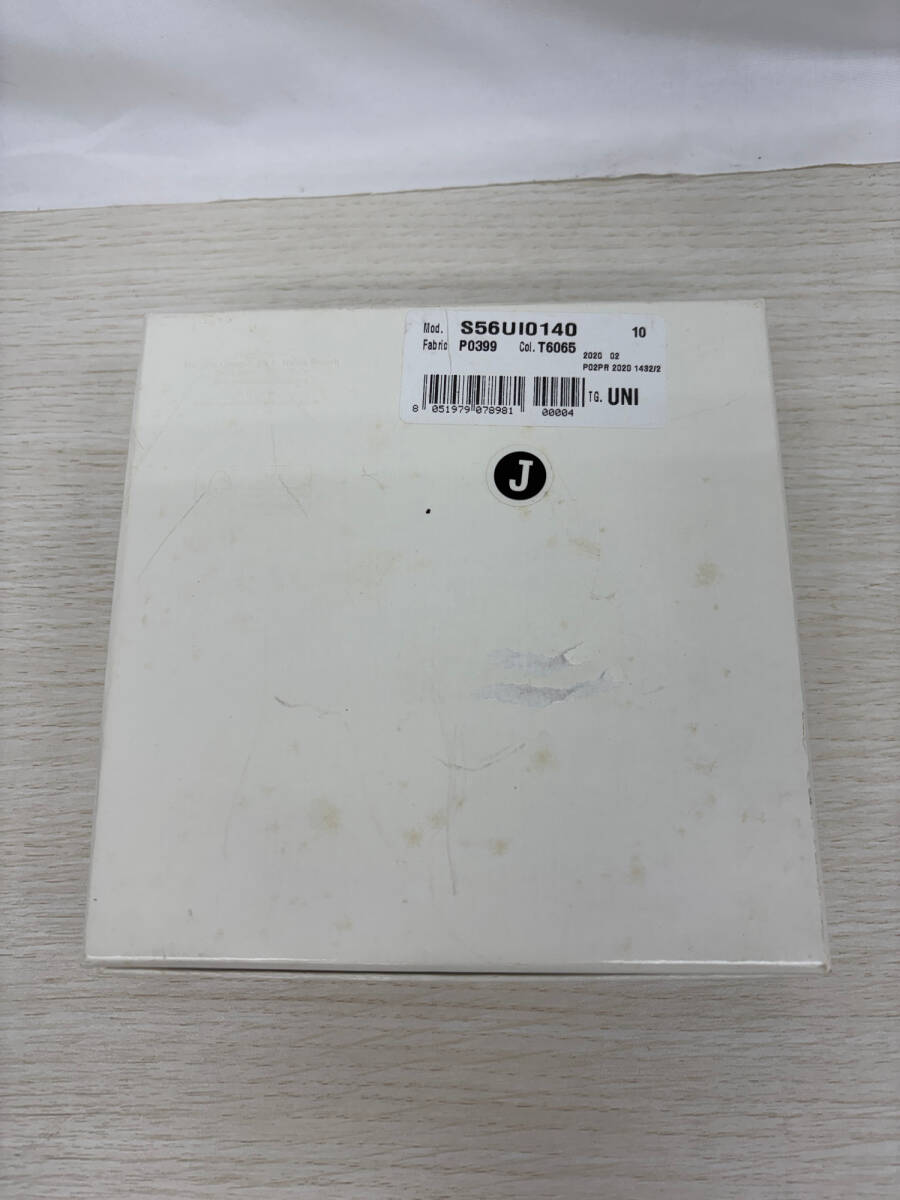 Mod. S56UI0140 10
Fabric P0399 Col. T6065
2020 02
P02PR 2020 1432/2
8 051979 078981 00004
TG. UNI
J